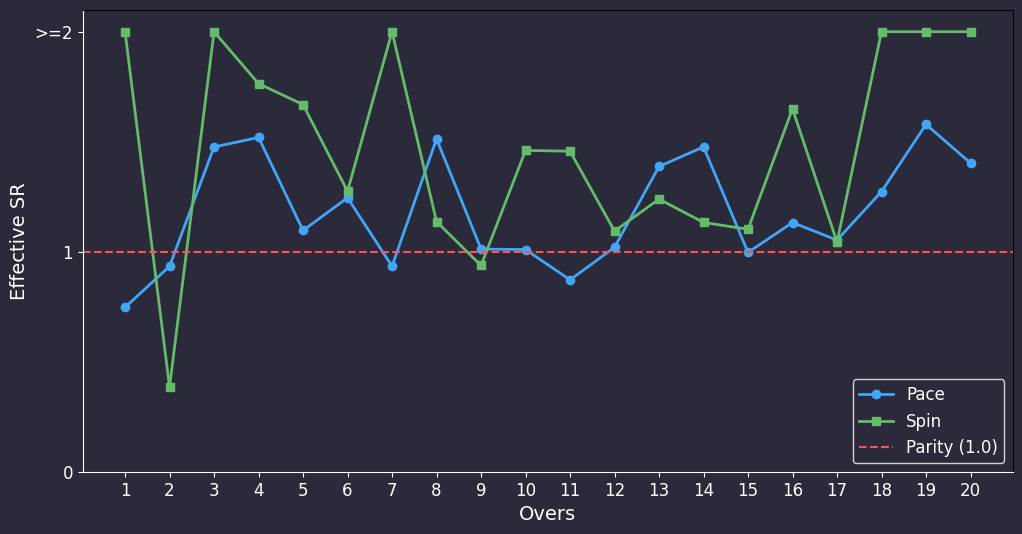 >=2
1
0
Effective SR
1 2 3 4 5 6 7 8 9 10 11 12 13 14 15 16 17 18 19 20
Overs
Pace
Spin
Parity (1.0)